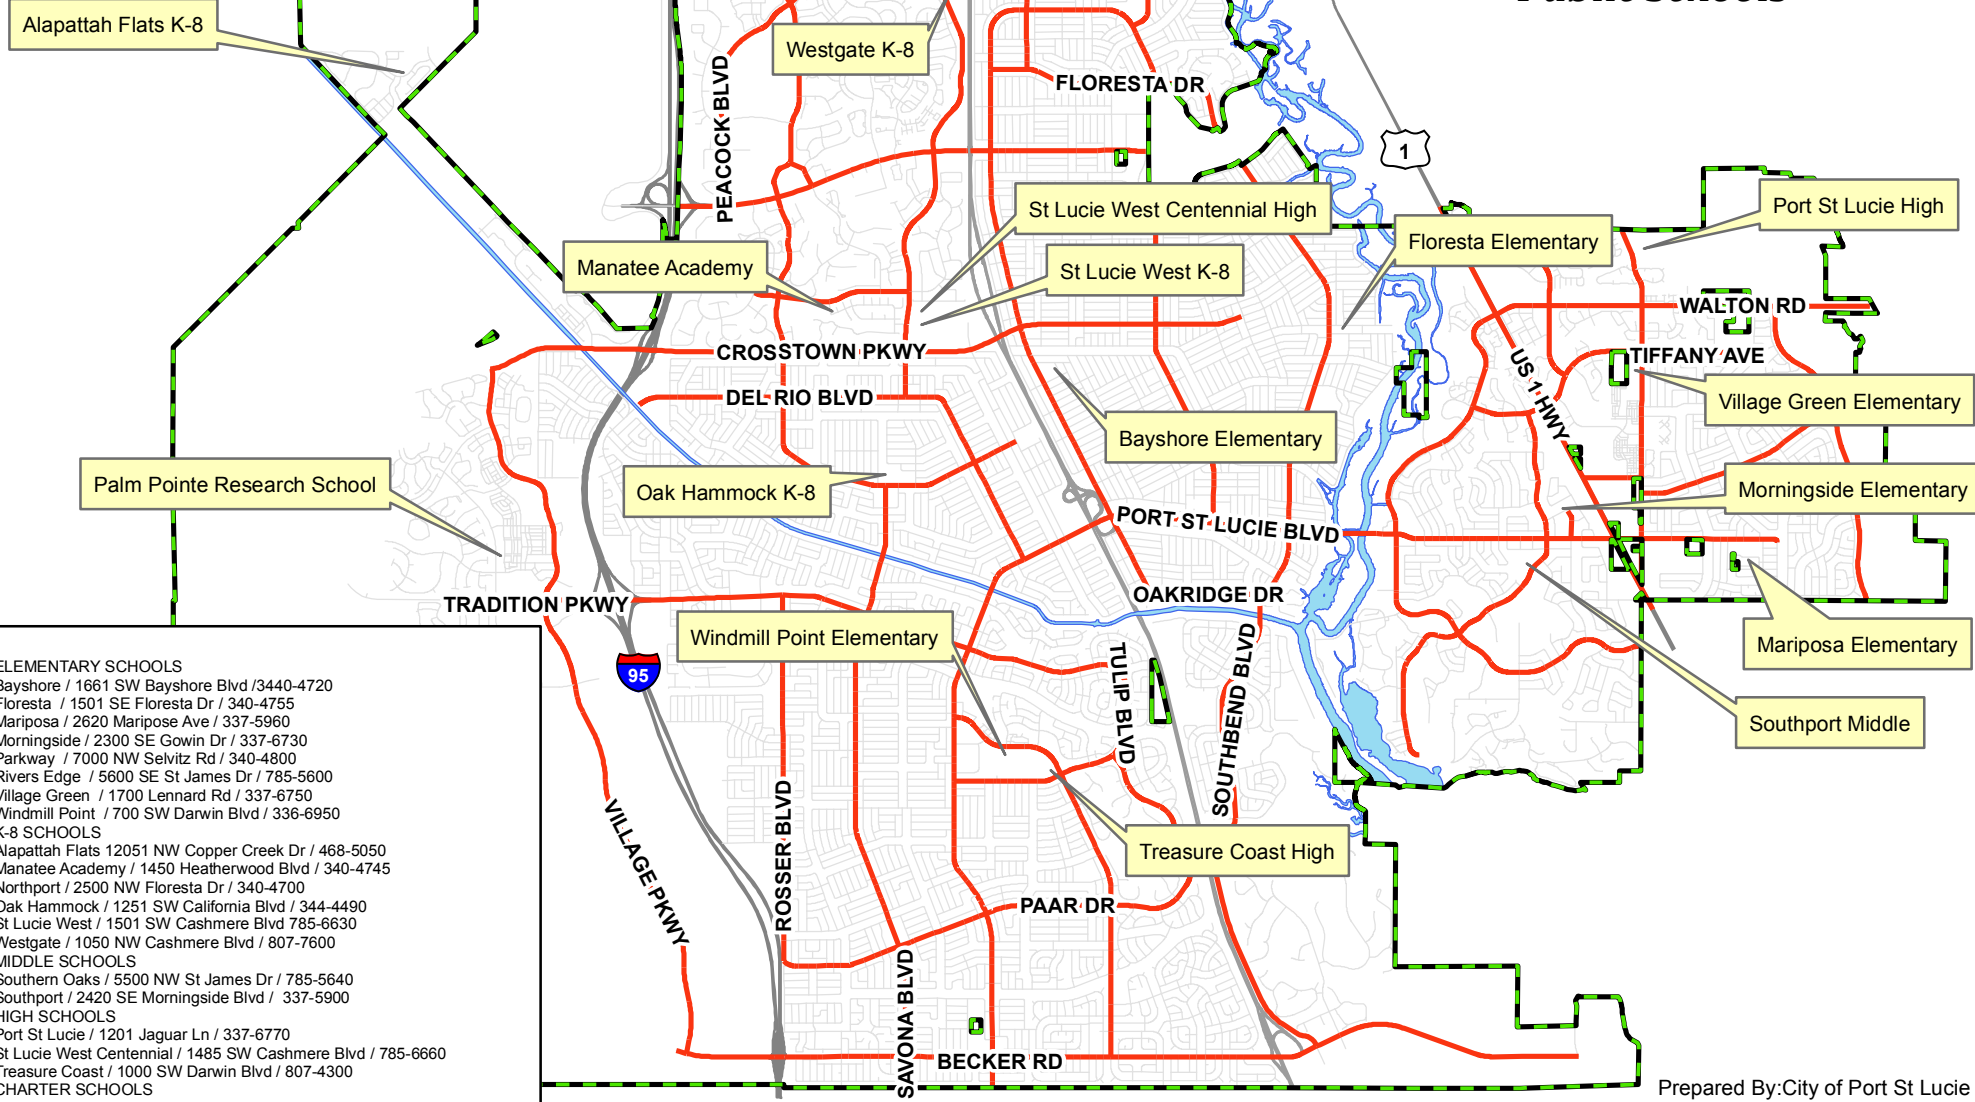 Public Schools
Alapattah Flats K-8
Westgate K-8
FLORESTA DR
PEACOCK BLVD
1
St Lucie West Centennial High
Port St Lucie High
Floresta Elementary
Manatee Academy
St Lucie West K-8
WALTON RD
CROSSTOWN PKWY
TIFFANY AVE
US 1 HWY
DEL RIO BLVD
Village Green Elementary
Bayshore Elementary
Palm Pointe Research School
Oak Hammock K-8
Morningside Elementary
PORT ST LUCIE BLVD
OAKRIDGE DR
TRADITION PKWY
Windmill Point Elementary
Mariposa Elementary
95
TULIP BLVD
SOUTHBEND BLVD
Southport Middle
VILLAGE PKWY
ROSSER BLVD
Treasure Coast High
PAAR DR
SAVONA BLVD
BECKER RD
ELEMENTARY SCHOOLS
Bayshore / 1661 SW Bayshore Blvd /3440-4720
Floresta / 1501 SE Floresta Dr / 340-4755
Mariposa / 2620 Maripose Ave / 337-5960
Morningside / 2300 SE Gowin Dr / 337-6730
Parkway / 7000 NW Selvitz Rd / 340-4800
Rivers Edge / 5600 SE St James Dr / 785-5600
Village Green / 1700 Lennard Rd / 337-6750
Windmill Point / 700 SW Darwin Blvd / 336-6950
K-8 SCHOOLS
Alapattah Flats 12051 NW Copper Creek Dr / 468-5050
Manatee Academy / 1450 Heatherwood Blvd / 340-4745
Northport / 2500 NW Floresta Dr / 340-4700
Oak Hammock / 1251 SW California Blvd / 344-4490
St Lucie West / 1501 SW Cashmere Blvd 785-6630
Westgate / 1050 NW Cashmere Blvd / 807-7600
MIDDLE SCHOOLS
Southern Oaks / 5500 NW St James Dr / 785-5640
Southport / 2420 SE Morningside Blvd / 337-5900
HIGH SCHOOLS
Port St Lucie / 1201 Jaguar Ln / 337-6770
St Lucie West Centennial / 1485 SW Cashmere Blvd / 785-6660
Treasure Coast / 1000 SW Darwin Blvd / 807-4300
CHARTER SCHOOLS
Prepared By:City of Port St Lucie